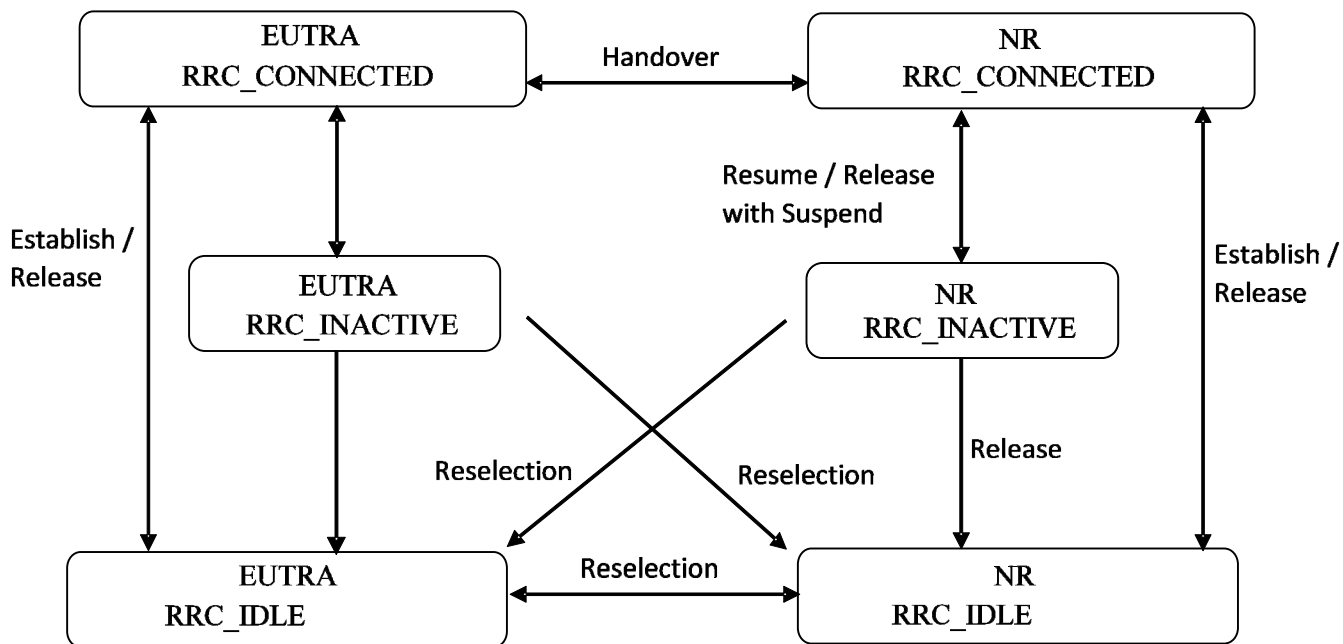 EUTRA
RRC_CONNECTED
Handover
NR
RRC_CONNECTED
Establish /
Release
Resume / Release
with Suspend
Establish /
Release
EUTRA
RRC_INACTIVE
NR
RRC_INACTIVE
Reselection
Reselection
Release
EUTRA
RRC_IDLE
Reselection
NR
RRC_IDLE